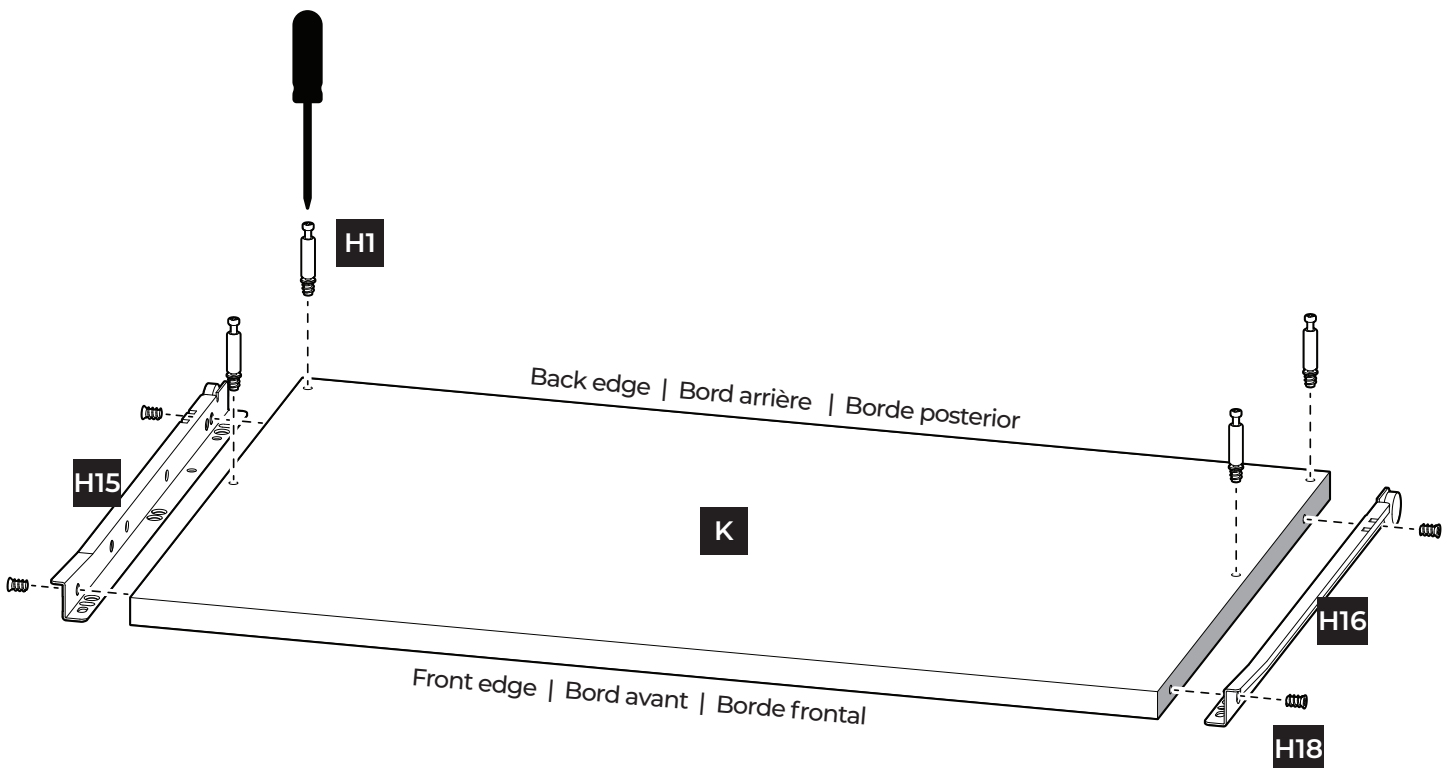 H1
Back edge | Bord arrière | Borde posterior
H15
K
H16
Front edge | Bord avant | Borde frontal
H18